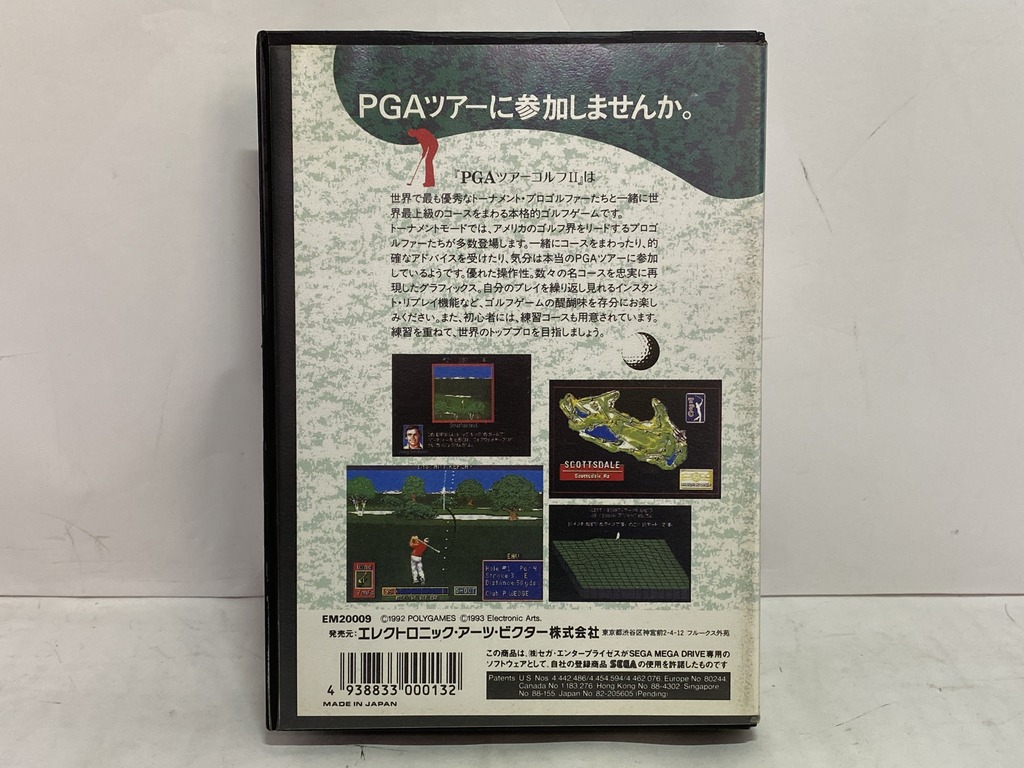 PGAツアーに参加しませんか。
『PGAツアーゴルフII』は
世界で最も優秀なトーナメント・プロゴルファーたちと一緒に世
界最上級のコースをまわる本格的ゴルフゲームです。
トーナメントモードでは、アメリカのゴルフ界をリードするプロゴ
ルファーたちが多数登場します。一緒にコースをまわったり、的
確なアドバイスを受けたり、気分は本当のPGAツアーに参加
しているようです。優れた操作性。数々の名コースを忠実に再
現したグラフィックス。自分のプレイを繰り返し見れるインスタン
ト・リプレイ機能など、ゴルフゲームの醍醐味を存分にお楽し
みください。また、初心者には、練習コースも用意されています。
練習を重ねて、世界のトッププロを目指しましょう。
SCOTTSDALE
Scottsdale, Az
Hole #1 Par 4
Stroke 3 E
Club P.WEDGE
EM20009 ©1992 POLYGAMES ©1993 Electronic Arts.
発売元:エレクトロニック・アーツ・ビクター株式会社 東京都渋谷区神宮前2-4-12 フルークス外苑
この商品は、㈱セガ・エンタープライゼスがSEGA MEGA DRIVE専用の
ソフトウェアとして、自社の登録商品 SEGA の使用を許諾したものです
4 938833 000132
Patents U.S. Nos. 4,442,486/4,454,594/4,462,076, Europe No. 80244,
Canada No. 1,183,276, Hong Kong No. 88-4302, Singapore
No. 88-155, Japan No. 82-205605 (Pending)
MADE IN JAPAN